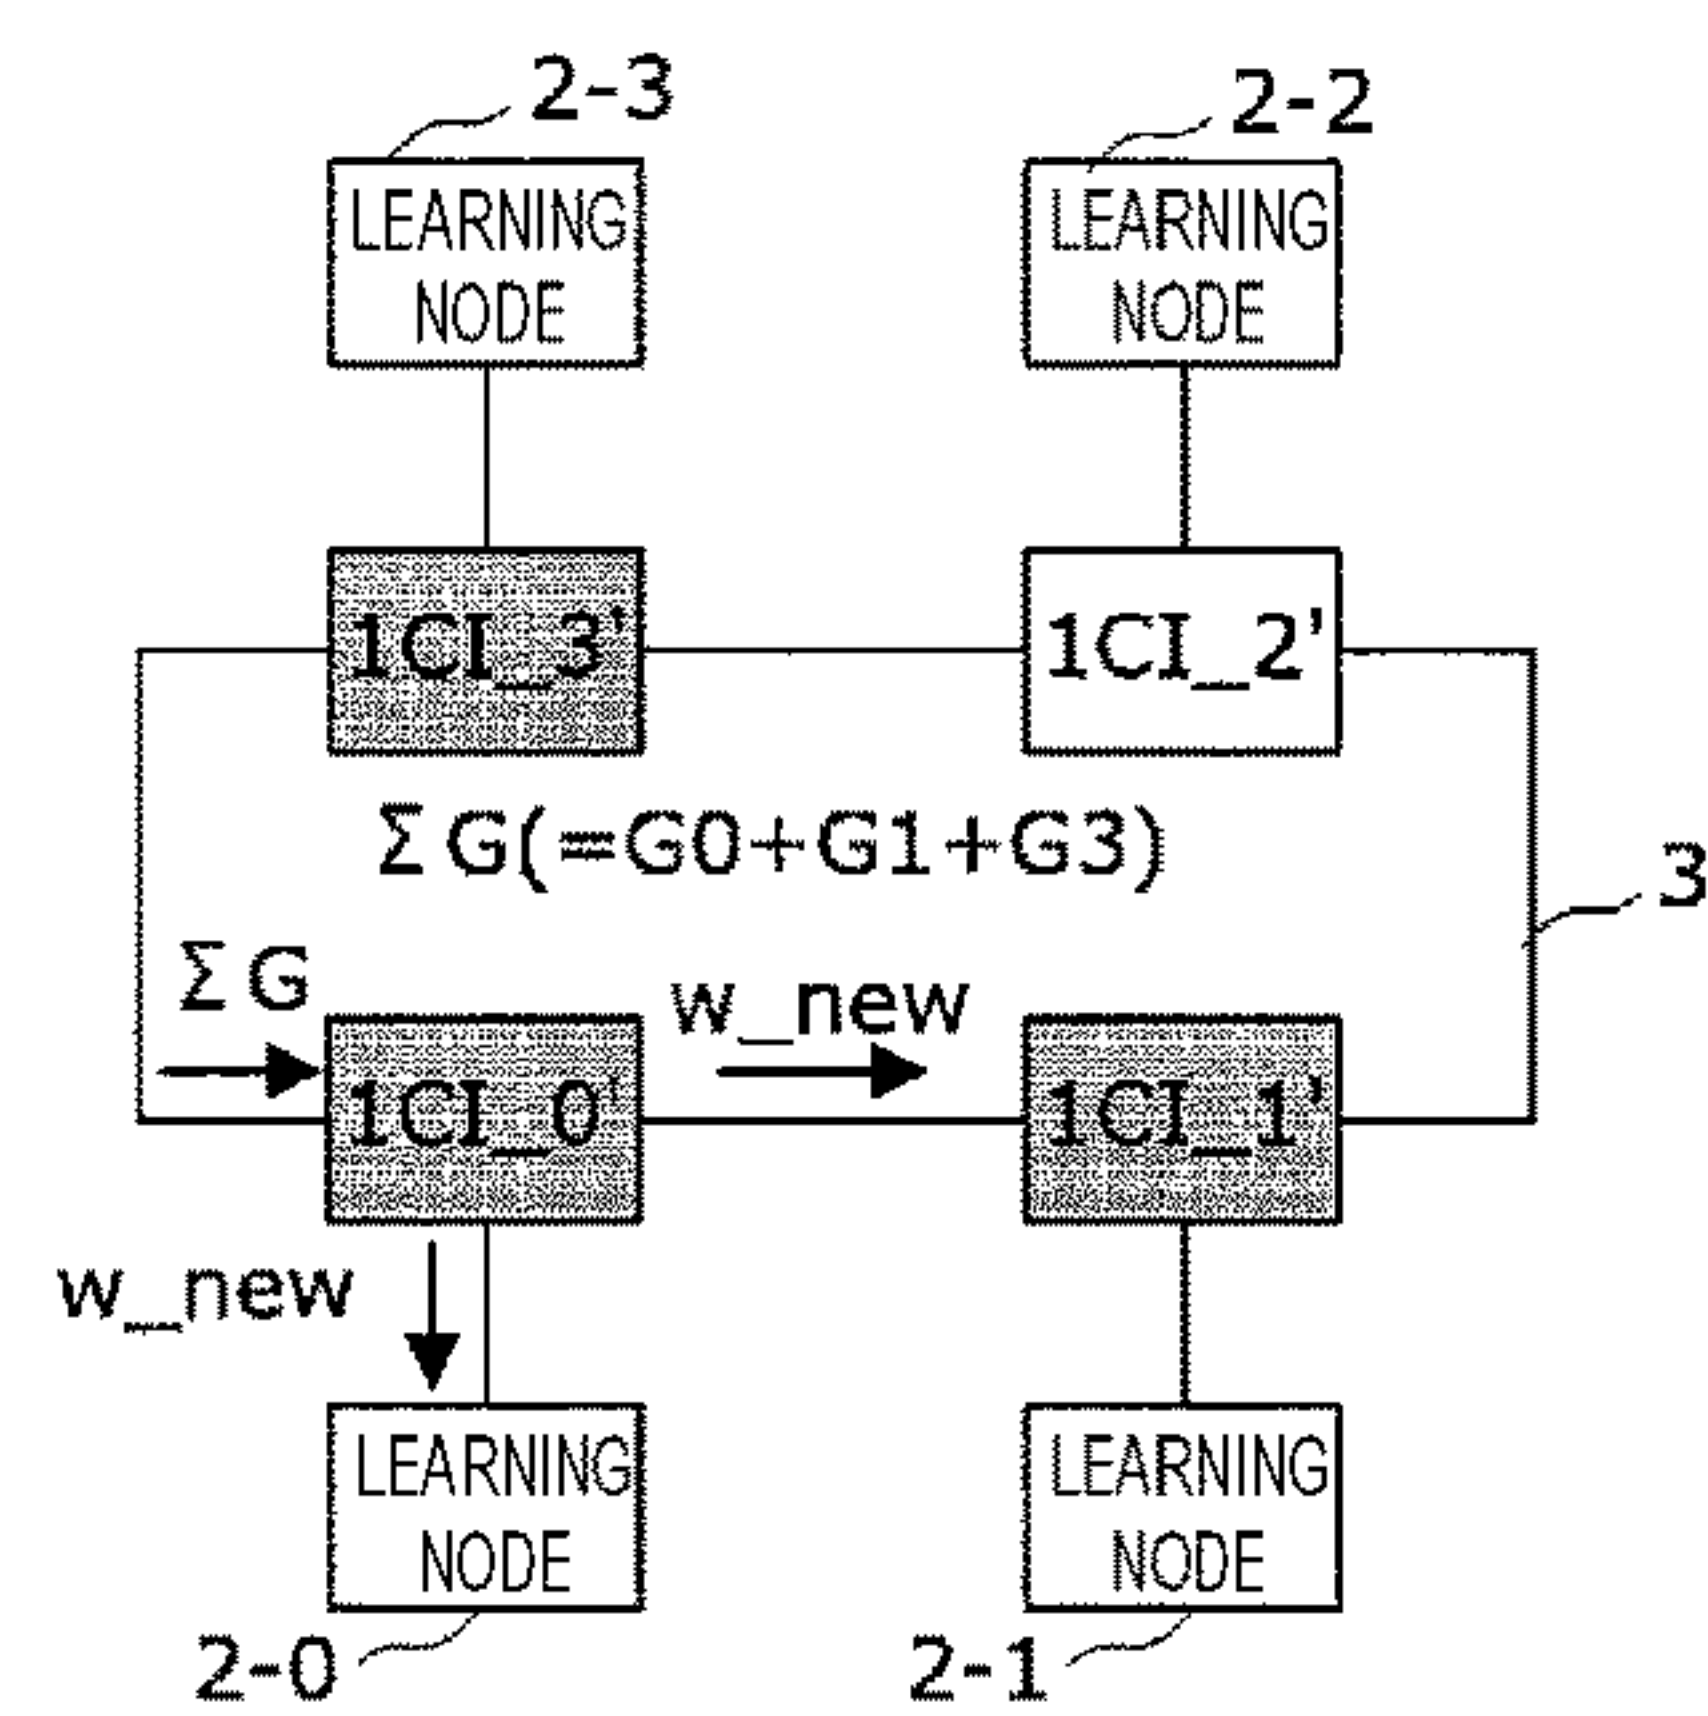 2-3
2-2
LEARNING
NODE
LEARNING
NODE
1CI_3'
1CI_2'
ΣG(=G0+G1+G3)
3
ΣG
w_new
1CI_0'
1CI_1'
w_new
LEARNING
NODE
LEARNING
NODE
2-0
2-1